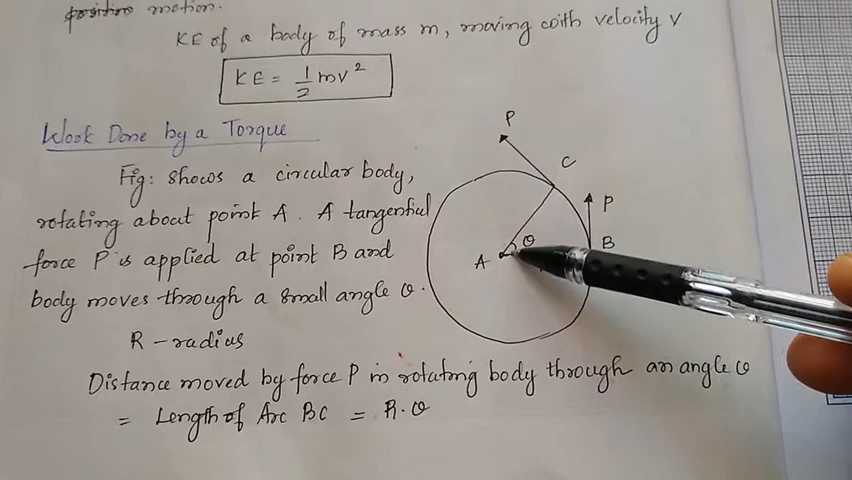 position motion.
KE of a body of mass m, moving with velocity v
KE = 1/2 mv²
Work Done by a Torque
Fig: shows a circular body,
rotating about point A. A tangential
force P is applied at point B and
body moves through a small angle θ.
R - radius
Distance moved by force P in rotating body through an angle θ
= Length of Arc BC = R.θ
P
C
P
B
θ
A